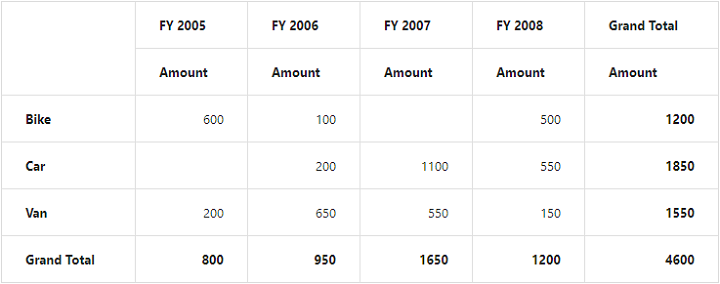 FY 2005 FY 2006 FY 2007 FY 2008 Grand Total
Amount Amount Amount Amount Amount
Bike 600 100 500 1200
Car 200 1100 550 1850
Van 200 650 550 150 1550
Grand Total 800 950 1650 1200 4600